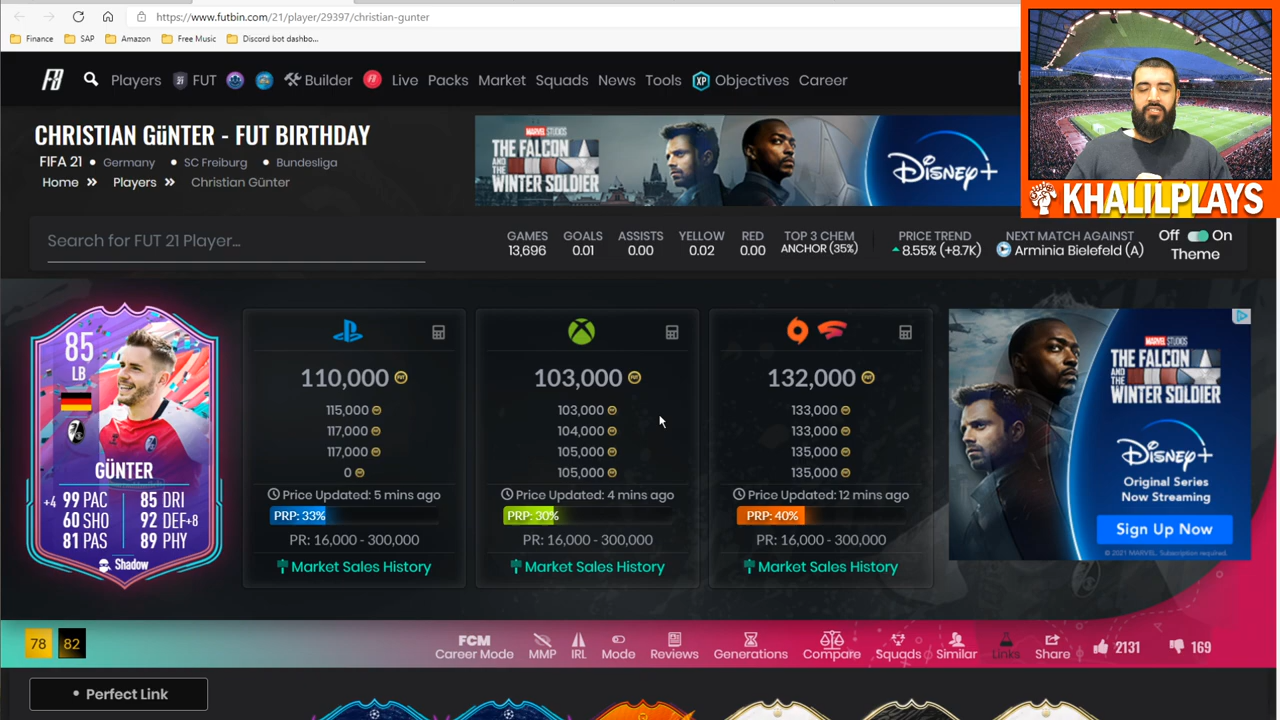 https://www.futbin.com/21/player/29397/christian-gunter
Finance SAP Amazon Free Music Discord bot dashbo...
Players FUT Builder Live Packs Market Squads News Tools XP Objectives Career
CHRISTIAN GüNTER - FUT BIRTHDAY
FIFA 21 • Germany • SC Freiburg • Bundesliga
Home » Players » Christian Günter
MARVEL STUDIOS
THE FALCON
AND THE
WINTER SOLDIER
Disney+
KHALILPLAYS
Search for FUT 21 Player...
GAMES GOALS ASSISTS YELLOW RED TOP 3 CHEM PRICE TREND NEXT MATCH AGAINST Off On
13,696 0.01 0.00 0.02 0.00 ANCHOR (35%) 8.55% (+8.7K) Arminia Bielefeld (A) Theme
85
LB
GÜNTER
+4 99 PAC 85 DRI
60 SHO 92 DEF+8
81 PAS 89 PHY
Shadow
110,000
115,000
117,000
117,000
0
Price Updated: 5 mins ago
PRP: 33%
PR: 16,000 - 300,000
Market Sales History
103,000
103,000
104,000
105,000
105,000
Price Updated: 4 mins ago
PRP: 30%
PR: 16,000 - 300,000
Market Sales History
132,000
133,000
133,000
135,000
135,000
Price Updated: 12 mins ago
PRP: 40%
PR: 16,000 - 300,000
Market Sales History
MARVEL STUDIOS
THE FALCON
AND THE
WINTER SOLDIER
Disney+
Original Series
Now Streaming
Sign Up Now
© 2021 MARVEL. Subscription required.
78 82
FCM
Career Mode MMP IRL Mode Reviews Generations Compare Squads Similar Links Share 2131 169
• Perfect Link